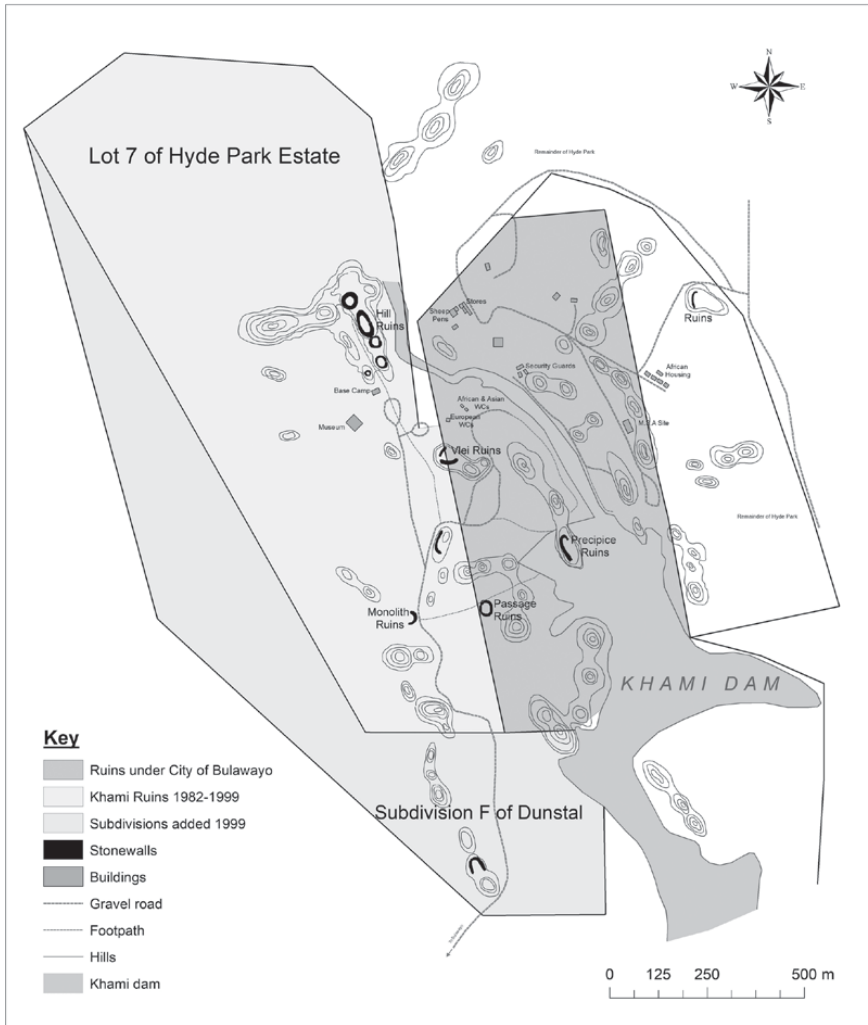 N
W E
S
Remainder of Hyde Park
Lot 7 of Hyde Park Estate
Hill
Ruins
Sheep
Pens
Stores
Ruins
Security Guards
African
Housing
Base Camp
African & Asian
WCs
European
WCs
Museum
M.S.A Site
Vlei Ruins
Remainder of Hyde Park
Precipice
Ruins
Monolith
Ruins
Passage
Ruins
KHAMI DAM
Subdivision F of Dunstal
Key
Ruins under City of Bulawayo
Khami Ruins 1982-1999
Subdivisions added 1999
Stonewalls
Buildings
Gravel road
Footpath
Hills
Khami dam
0 125 250 500 m